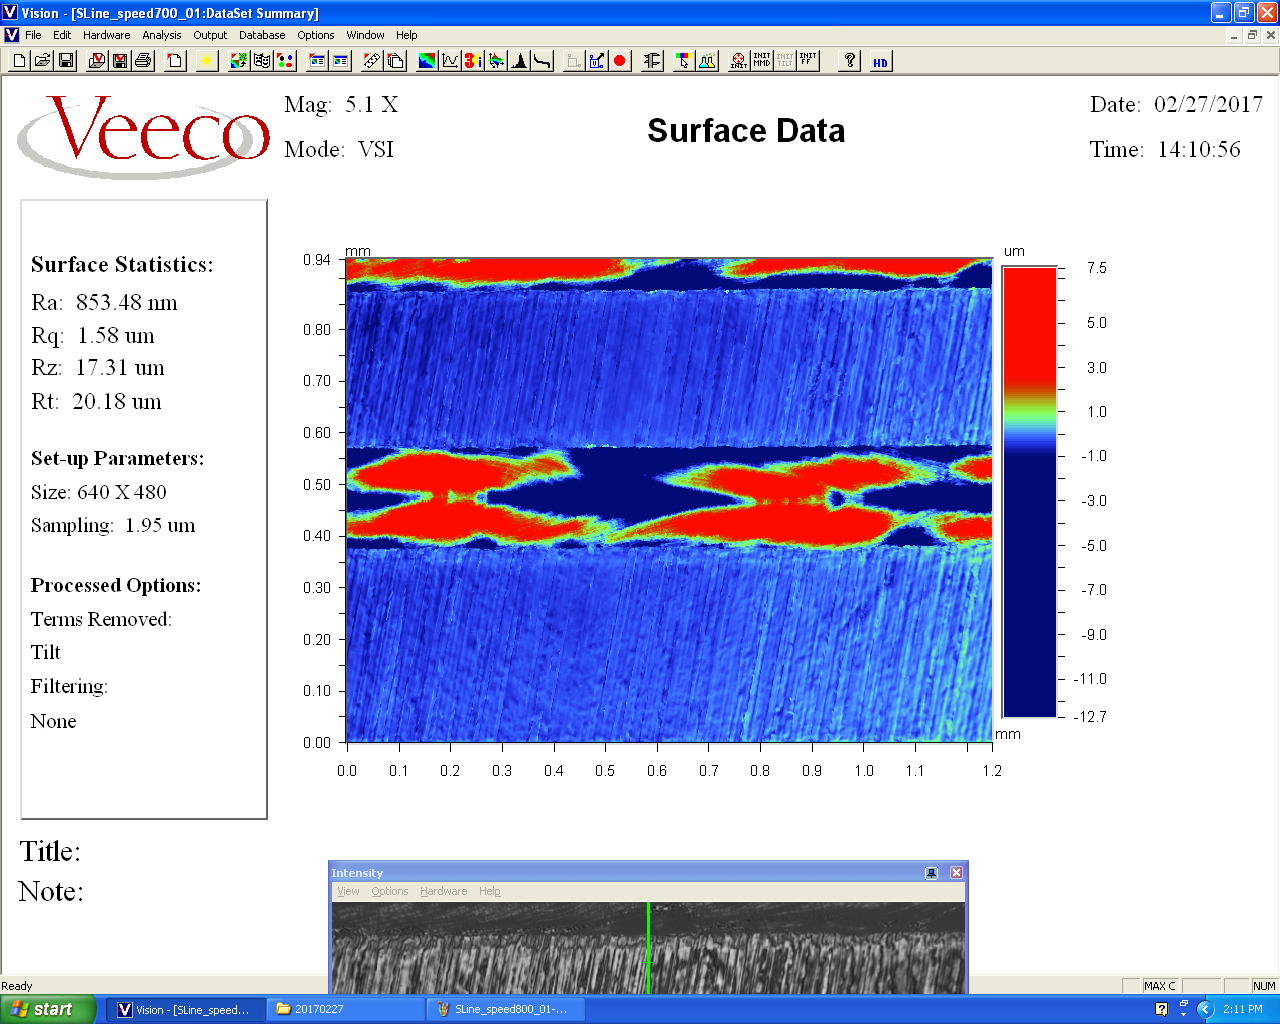 Vision - [SLine_speed700_01:DataSet Summary]
File Edit Hardware Analysis Output Database Options Window Help
INIT INIT MMD INIT TILT INIT FF ? HD
Veeco
Mag: 5.1 X
Mode: VSI
Surface Data
Date: 02/27/2017
Time: 14:10:56
Surface Statistics:
Ra: 853.48 nm
Rq: 1.58 um
Rz: 17.31 um
Rt: 20.18 um
Set-up Parameters:
Size: 640 X 480
Sampling: 1.95 um
Processed Options:
Terms Removed:
Tilt
Filtering:
None
mm
0.94
0.80
0.70
0.60
0.50
0.40
0.30
0.20
0.10
0.00
0.0 0.1 0.2 0.3 0.4 0.5 0.6 0.7 0.8 0.9 1.0 1.1 1.2
mm
um
7.5
5.0
3.0
1.0
-1.0
-3.0
-5.0
-7.0
-9.0
-11.0
-12.7
Title:
Note:
Intensity
View Options Hardware Help
Ready
MAX C NUM
start Vision - [SLine_speed... 20170227 SLine_speed800_01-... 2:11 PM